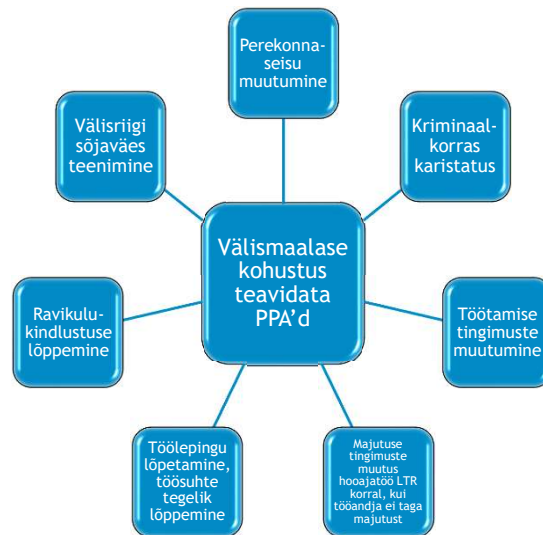 Perekonna-
seisu
muutumine
Välisriigi
sõjaväes
teenimine
Kriminaal-
korras
karistatus
Välismaalase
kohustus
teavidata
PPA’d
Ravikulu-
kindlustuse
lõppemine
Töötamise
tingimuste
muutumine
Töölepingu
lõpetamine,
töösuhte
tegelik
lõppemine
Majutuse
tingimuste
muutus
hooajatöö LTR
korral, kui
tööandja ei taga
majutust